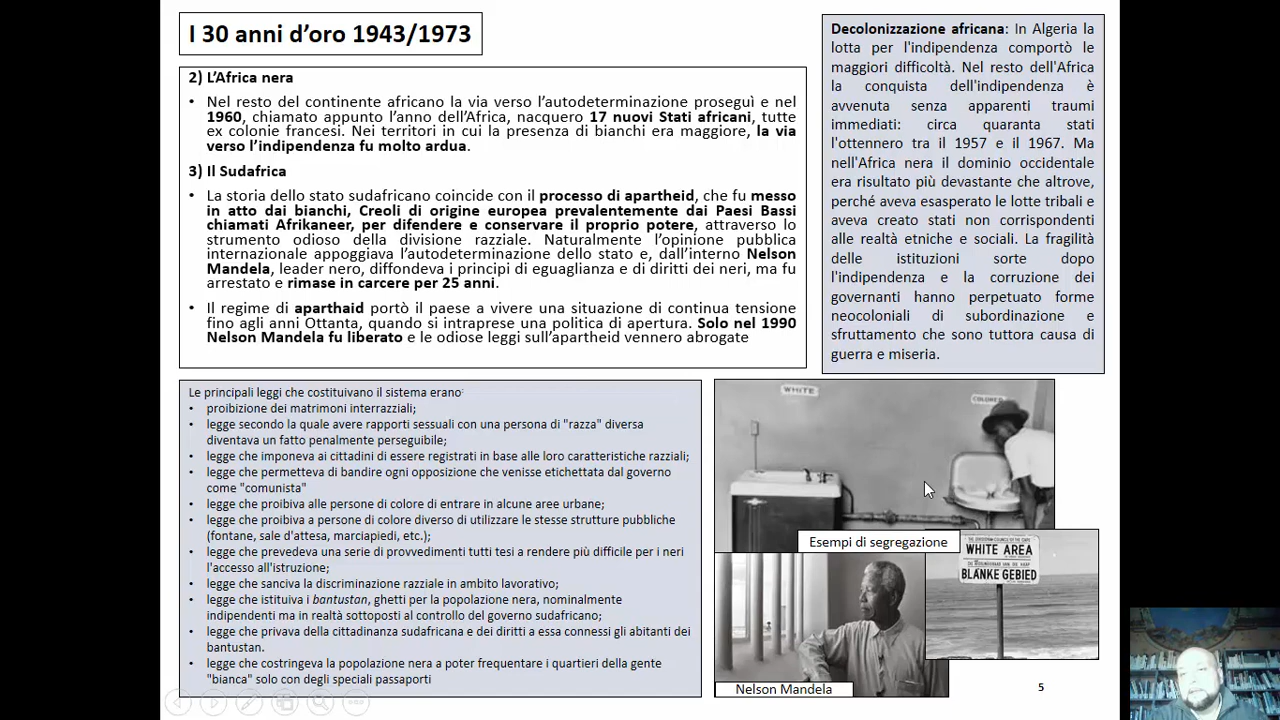 I 30 anni d’oro 1943/1973
2) L’Africa nera
• Nel resto del continente africano la via verso l’autodeterminazione proseguì e nel
1960, chiamato appunto l’anno dell’Africa, nacquero 17 nuovi Stati africani, tutte
ex colonie francesi. Nei territori in cui la presenza di bianchi era maggiore, la via
verso l’indipendenza fu molto ardua.
3) Il Sudafrica
• La storia dello stato sudafricano coincide con il processo di apartheid, che fu messo
in atto dai bianchi, Creoli di origine europea prevalentemente dai Paesi Bassi
chiamati Afrikaneer, per difendere e conservare il proprio potere, attraverso lo
strumento odioso della divisione razziale. Naturalmente l’opinione pubblica
internazionale appoggiava l’autodeterminazione dello stato e, dall’interno Nelson
Mandela, leader nero, diffondeva i principi di eguaglianza e di diritti dei neri, ma fu
arrestato e rimase in carcere per 25 anni.
• Il regime di aparthaid portò il paese a vivere una situazione di continua tensione
fino agli anni Ottanta, quando si intraprese una politica di apertura. Solo nel 1990
Nelson Mandela fu liberato e le odiose leggi sull’apartheid vennero abrogate
Decolonizzazione africana: In Algeria la
lotta per l'indipendenza comportò le
maggiori difficoltà. Nel resto dell'Africa
la conquista dell'indipendenza è
avvenuta senza apparenti traumi
immediati: circa quaranta stati
l'ottennero tra il 1957 e il 1967. Ma
nell'Africa nera il dominio occidentale
era risultato più devastante che altrove,
perché aveva esasperato le lotte tribali e
aveva creato stati non corrispondenti
alle realtà etniche e sociali. La fragilità
delle istituzioni sorte dopo
l'indipendenza e la corruzione dei
governanti hanno perpetuato forme
neocoloniali di subordinazione e
sfruttamento che sono tuttora causa di
guerra e miseria.
Le principali leggi che costituivano il sistema erano:
• proibizione dei matrimoni interrazziali;
• legge secondo la quale avere rapporti sessuali con una persona di "razza" diversa
diventava un fatto penalmente perseguibile;
• legge che imponeva ai cittadini di essere registrati in base alle loro caratteristiche razziali;
• legge che permetteva di bandire ogni opposizione che venisse etichettata dal governo
come "comunista"
• legge che proibiva alle persone di colore di entrare in alcune aree urbane;
• legge che proibiva a persone di colore diverso di utilizzare le stesse strutture pubbliche
(fontane, sale d'attesa, marciapiedi, etc.);
• legge che prevedeva una serie di provvedimenti tutti tesi a rendere più difficile per i neri
l'accesso all'istruzione;
• legge che sanciva la discriminazione razziale in ambito lavorativo;
• legge che istituiva i bantustan, ghetti per la popolazione nera, nominalmente
indipendenti ma in realtà sottoposti al controllo del governo sudafricano;
• legge che privava della cittadinanza sudafricana e dei diritti a essa connessi gli abitanti dei
bantustan.
• legge che costringeva la popolazione nera a poter frequentare i quartieri della gente
"bianca" solo con degli speciali passaporti
WHITE
COLORED
Esempi di segregazione
WHITE AREA
BLANKE GEBIED
Nelson Mandela
5